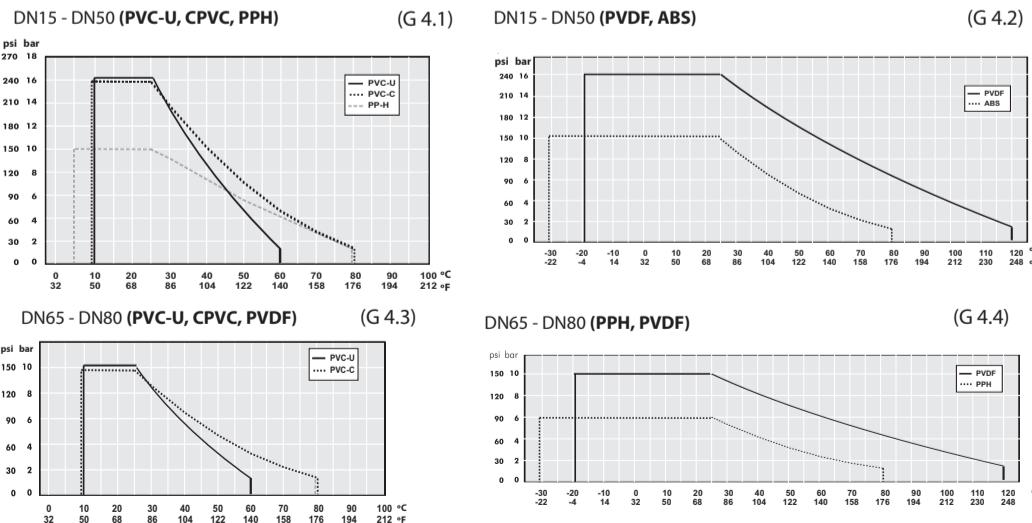 DN15 - DN50 (PVC-U, CPVC, PPH) (G 4.1)
psi bar
270 18
240 16
210 14
180 12
150 10
120 8
90 6
60 4
30 2
0 0
PVC-U
PVC-C
PP-H
0 10 20 30 40 50 60 70 80 90 100 ºC
32 50 68 86 104 122 140 158 176 194 212 ºF
DN15 - DN50 (PVDF, ABS) (G 4.2)
psi bar
240 16
210 14
180 12
150 10
120 8
90 6
60 4
30 2
0 0
PVDF
ABS
-30 -20 -10 0 10 20 30 40 50 60 70 80 90 100 110 120
-22 -4 14 32 50 68 86 104 122 140 158 176 194 212 230 248
DN65 - DN80 (PVC-U, CPVC, PVDF) (G 4.3)
psi bar
150 10
120 8
90 6
60 4
30 2
0 0
PVC-U
PVC-C
0 10 20 30 40 50 60 70 80 90 100 ºC
32 50 68 86 104 122 140 158 176 194 212 ºF
DN65 - DN80 (PPH, PVDF) (G 4.4)
psi bar
150 10
120 8
90 6
60 4
30 2
0 0
PVDF
PPH
-30 -20 -10 0 10 20 30 40 50 60 70 80 90 100 110 120
-22 -4 14 32 50 68 86 104 122 140 158 176 194 212 230 248